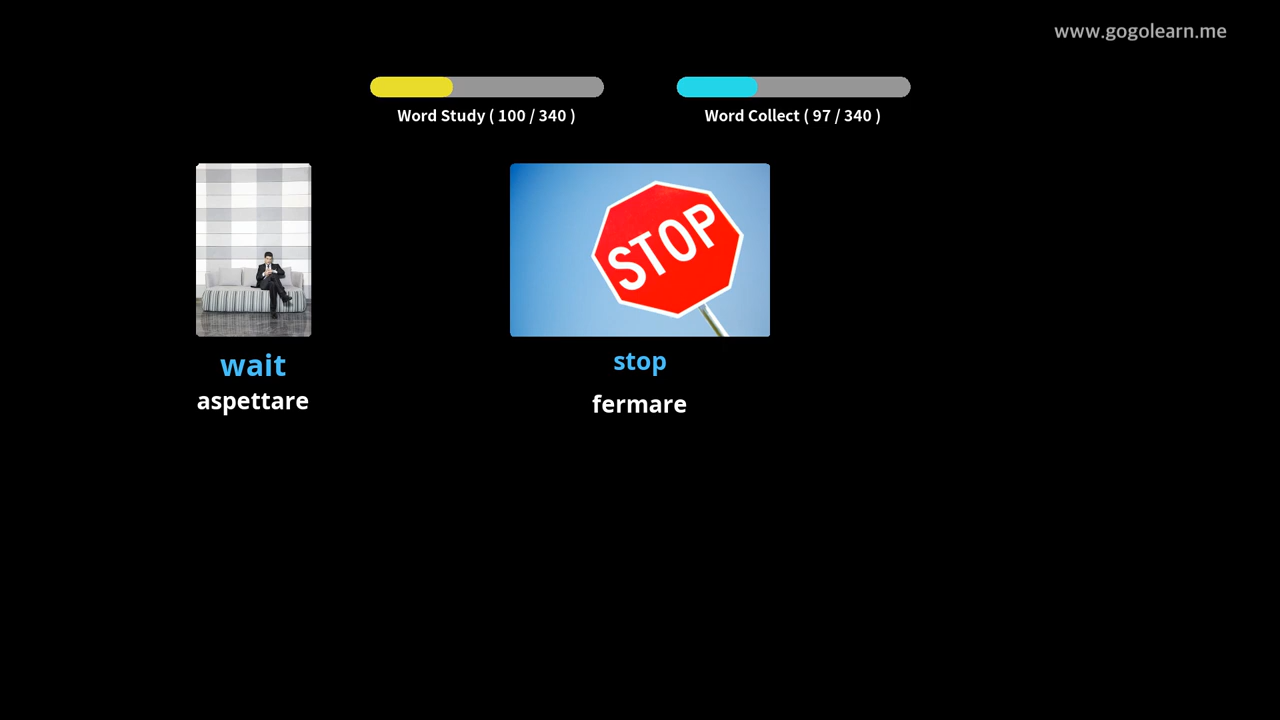 www.gogolearn.me
Word Study ( 100 / 340 )
Word Collect ( 97 / 340 )
STOP
wait
aspettare
stop
fermare